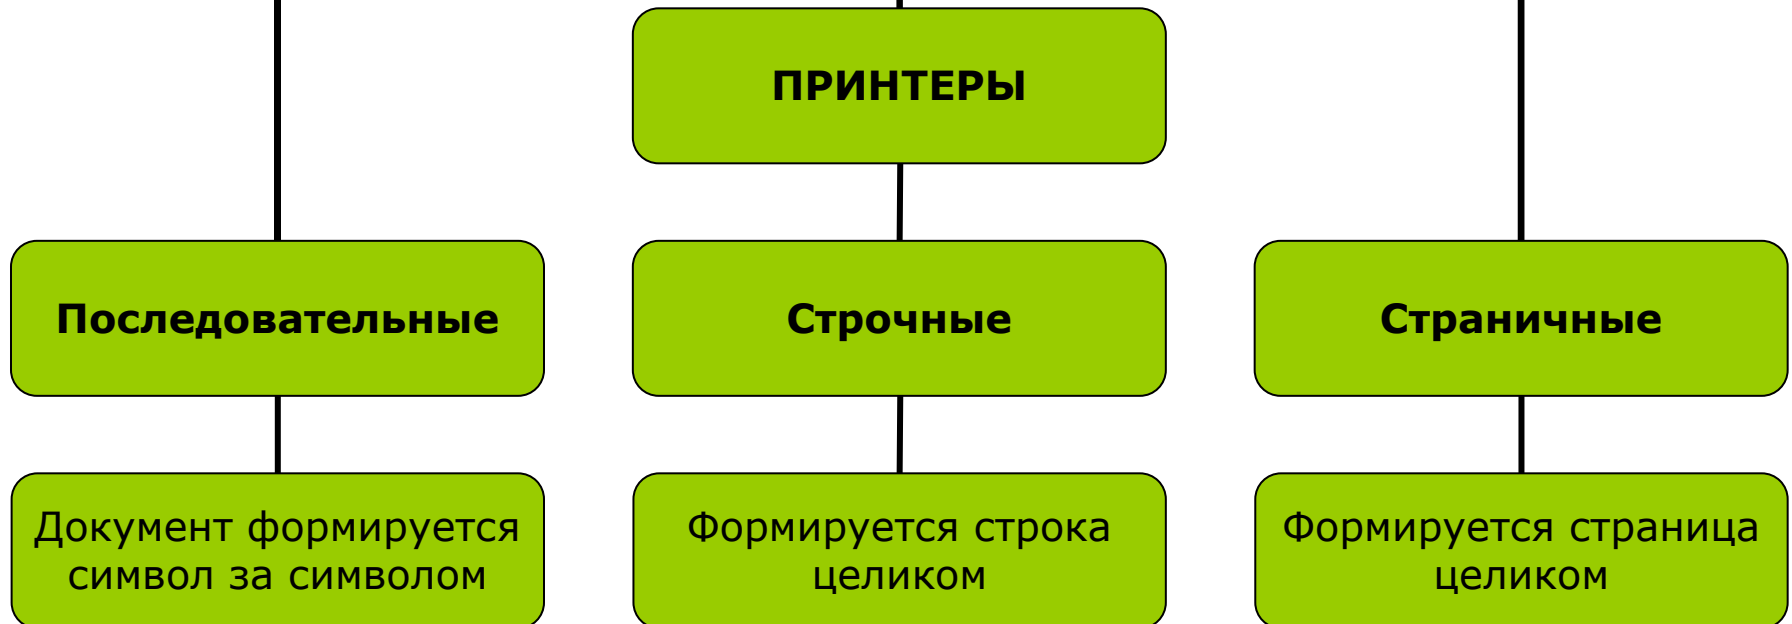 ПРИНТЕРЫ
Последовательные
Строчные
Страничные
Документ формируется
символ за символом
Формируется строка
целиком
Формируется страница
целиком